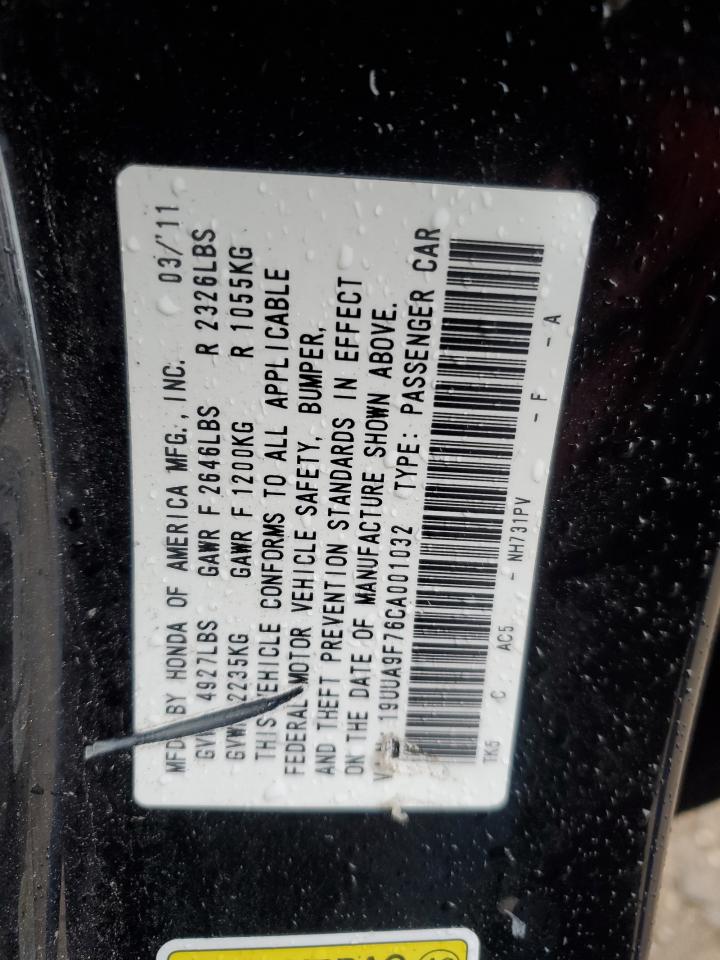 MFD BY HONDA OF AMERICA MFG., INC. 03/'11
4927LBS GAWR F 2646LBS R 2326LBS
2235KG GAWR F 1200KG R 1055KG
THIS VEHICLE CONFORMS TO ALL APPLICABLE
FEDERAL MOTOR VEHICLE SAFETY, BUMPER,
AND THEFT PREVENTION STANDARDS IN EFFECT
ON THE DATE OF MANUFACTURE SHOWN ABOVE.
19UUA9F76CA001032 TYPE: PASSENGER CAR
TK5 C AC5 - NH731PV - F - A